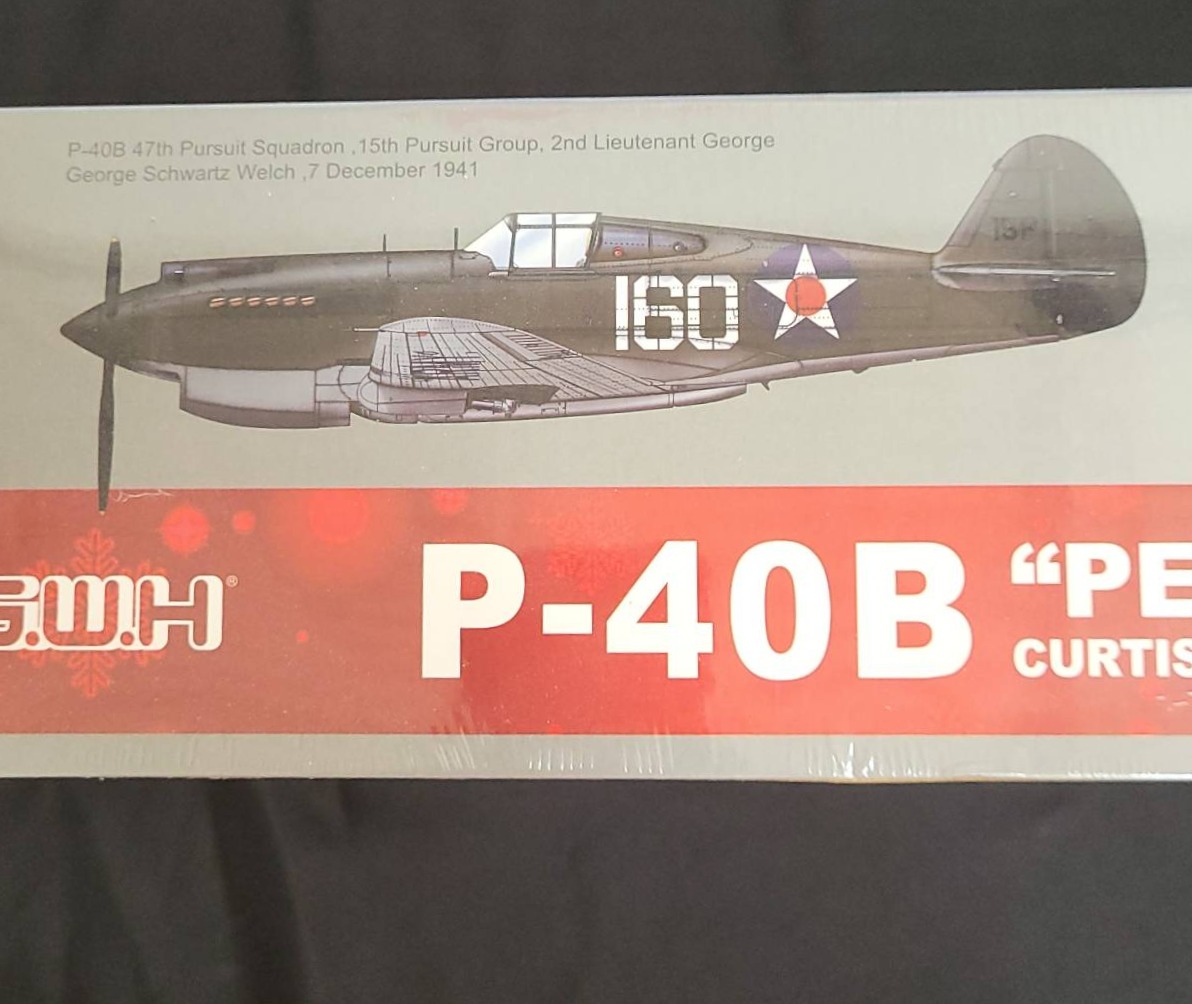 P-40B 47th Pursuit Squadron ,15th Pursuit Group, 2nd Lieutenant George
George Schwartz Welch ,7 December 1941
15P
160
G.W.H®
P-40B "PE
CURTIS